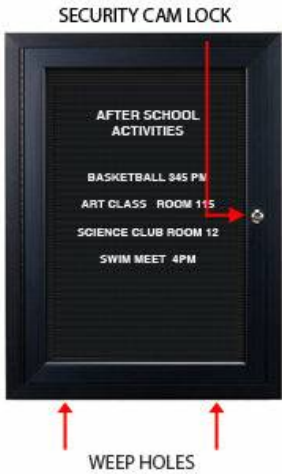 SECURITY CAM LOCK
AFTER SCHOOL
ACTIVITIES
BASKETBALL 345 PM
ART CLASS ROOM 115
SCIENCE CLUB ROOM 12
SWIM MEET 4PM
WEEP HOLES